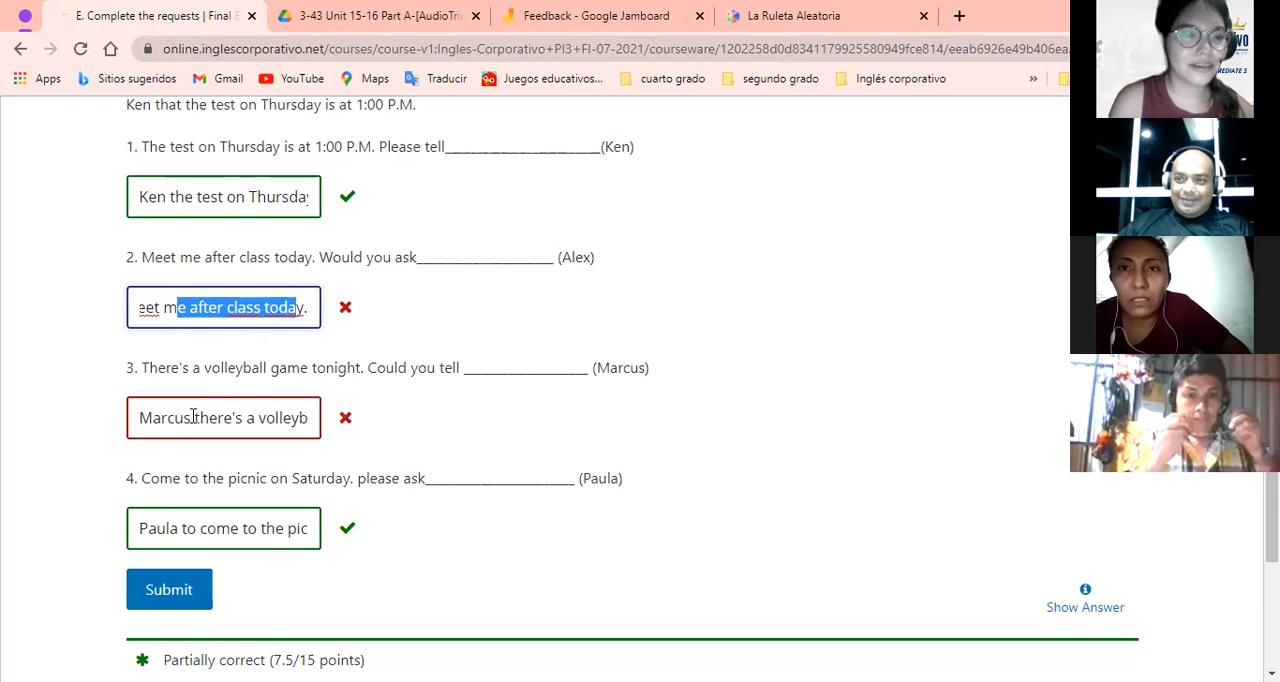 E. Complete the requests | Final E
3-43 Unit 15-16 Part A-[AudioTri
Feedback - Google Jamboard
La Ruleta Aleatoria
online.inglescorporativo.net/courses/course-v1:Ingles-Corporativo+PI3+FI-07-2021/courseware/1202258d0d8341179925580949fce814/eeab6926e49b406ea
Apps
Sitios sugeridos
Gmail
YouTube
Maps
Traducir
Juegos educativos...
cuarto grado
segundo grado
Inglés corporativo
»
Ken that the test on Thursday is at 1:00 P.M.
1. The test on Thursday is at 1:00 P.M. Please tell____________________(Ken)
Ken the test on Thursday
2. Meet me after class today. Would you ask__________________ (Alex)
eet me after class today.
3. There's a volleyball game tonight. Could you tell ________________ (Marcus)
Marcus there's a volleyb
4. Come to the picnic on Saturday. please ask___________________ (Paula)
Paula to come to the pic
Submit
Show Answer
Partially correct (7.5/15 points)
MEDIATE 3